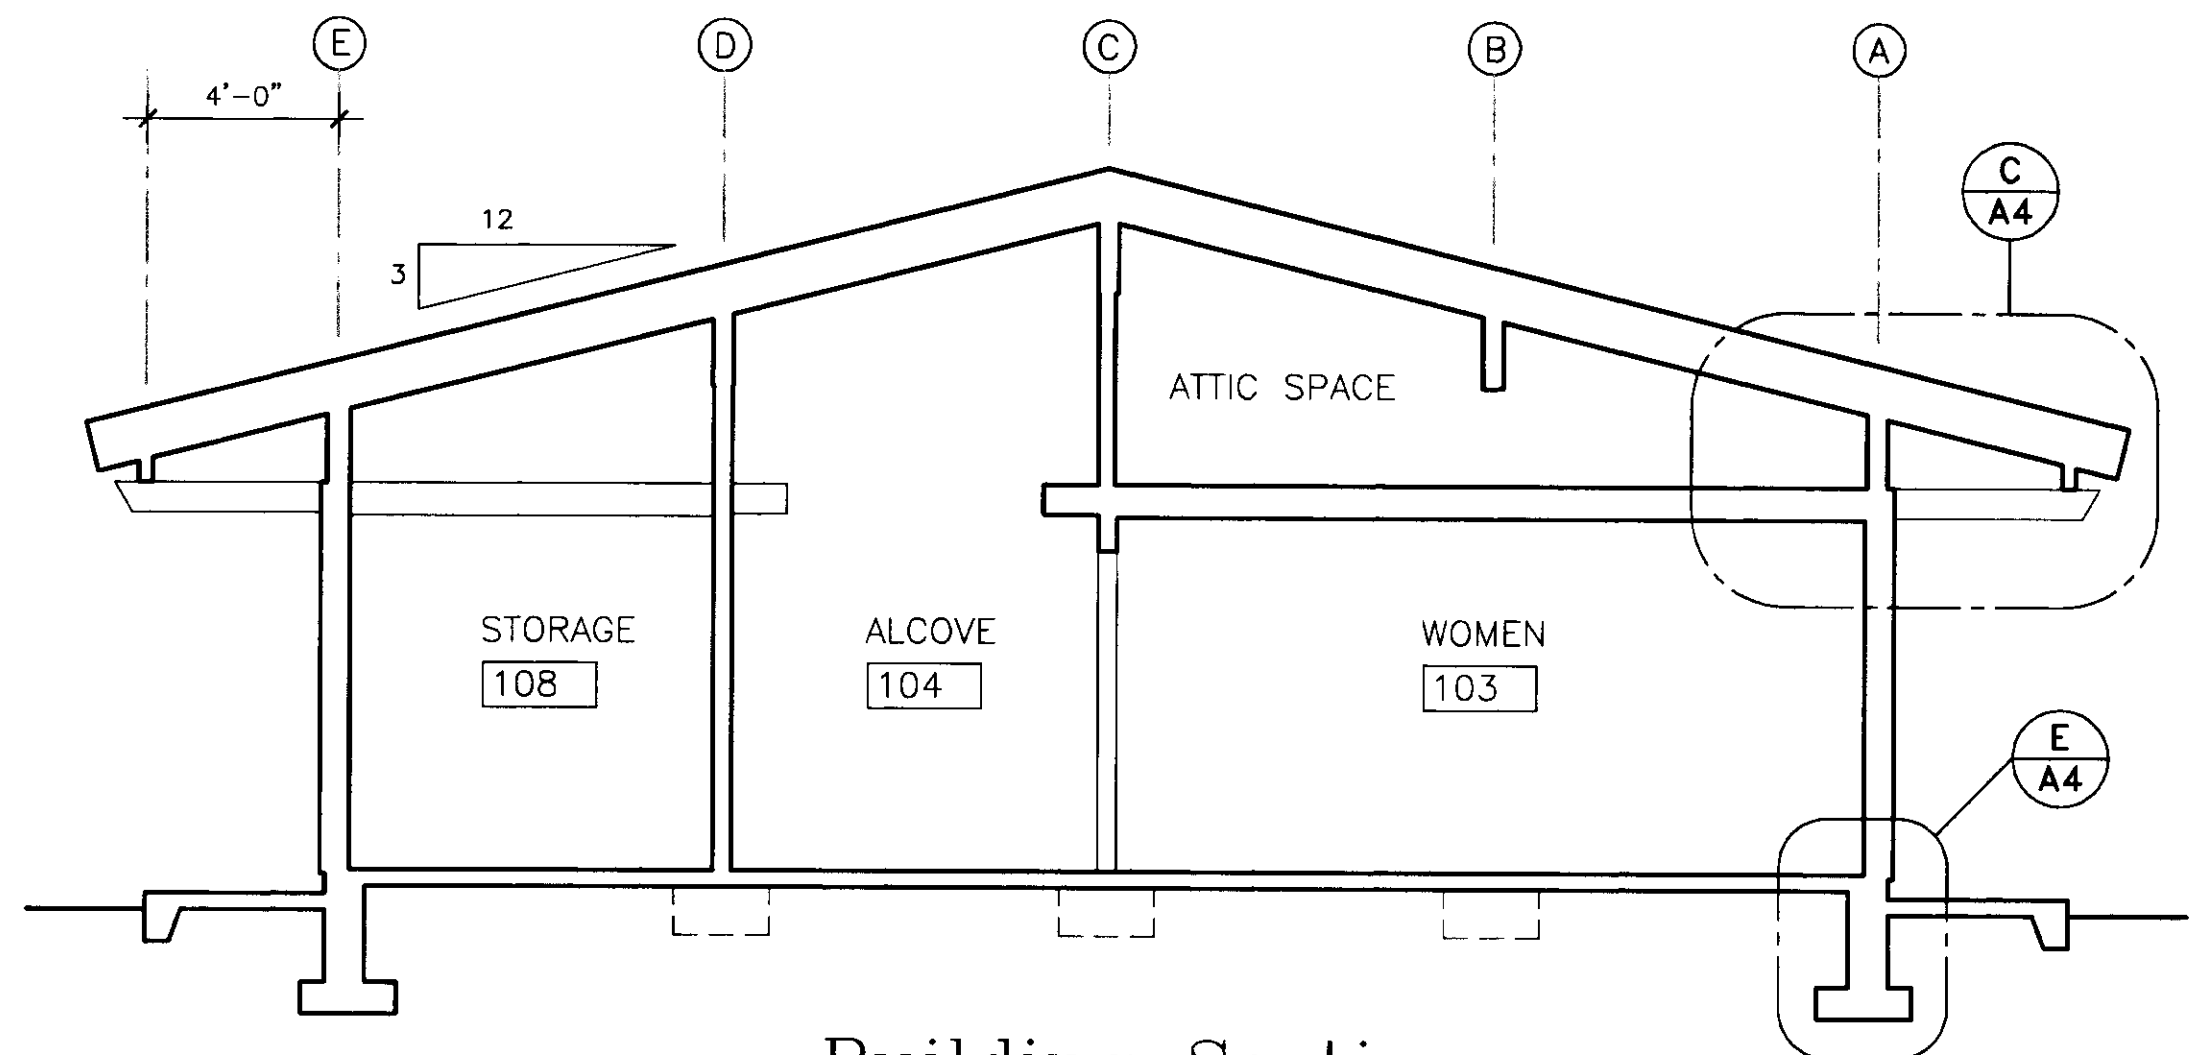 E D C B A
4'-0"
C
A4
12
3
ATTIC SPACE
STORAGE
108
ALCOVE
104
WOMEN
103
E
A4